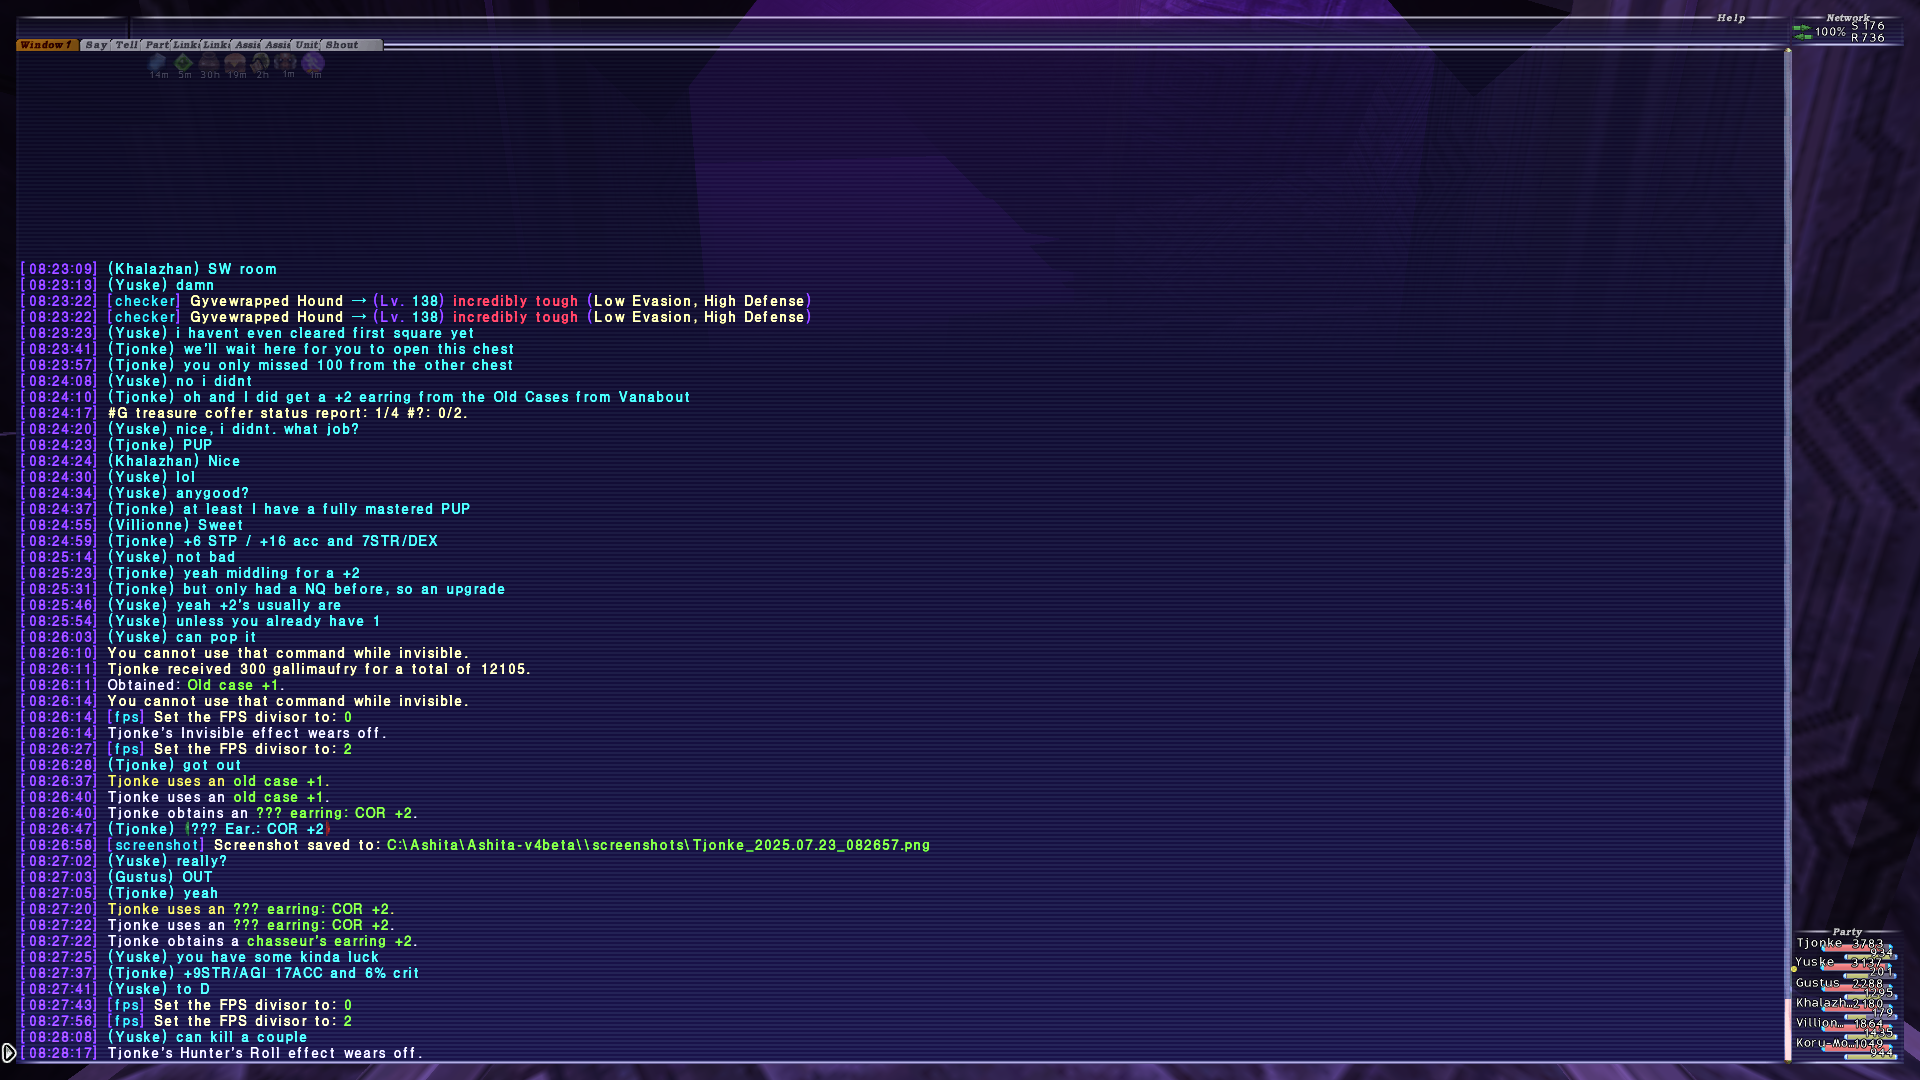 Help
Network
100% S 176
R 736
Window 1 Say Tell Part Link Link Assi Assi Unit Shout
14m 5m 30h 19m 2h 1m 1m
[08:23:09] (Khalazhan) SW room
[08:23:13] (Yuske) damn
[08:23:22] [checker] Gyvewrapped Hound → (Lv. 138) incredibly tough (Low Evasion, High Defense)
[08:23:22] [checker] Gyvewrapped Hound → (Lv. 138) incredibly tough (Low Evasion, High Defense)
[08:23:23] (Yuske) i havent even cleared first square yet
[08:23:41] (Tjonke) we'll wait here for you to open this chest
[08:23:57] (Tjonke) you only missed 100 from the other chest
[08:24:08] (Yuske) no i didnt
[08:24:10] (Tjonke) oh and I did get a +2 earring from the Old Cases from Vanabout
[08:24:17] #G treasure coffer status report: 1/4 #?: 0/2.
[08:24:20] (Yuske) nice, i didnt. what job?
[08:24:23] (Tjonke) PUP
[08:24:24] (Khalazhan) Nice
[08:24:30] (Yuske) lol
[08:24:34] (Yuske) anygood?
[08:24:37] (Tjonke) at least I have a fully mastered PUP
[08:24:55] (Villionne) Sweet
[08:24:59] (Tjonke) +6 STP / +16 acc and 7STR/DEX
[08:25:14] (Yuske) not bad
[08:25:23] (Tjonke) yeah middling for a +2
[08:25:31] (Tjonke) but only had a NQ before, so an upgrade
[08:25:46] (Yuske) yeah +2's usually are
[08:25:54] (Yuske) unless you already have 1
[08:26:03] (Yuske) can pop it
[08:26:10] You cannot use that command while invisible.
[08:26:11] Tjonke received 300 gallimaufry for a total of 12105.
[08:26:11] Obtained: Old case +1.
[08:26:14] You cannot use that command while invisible.
[08:26:14] [fps] Set the FPS divisor to: 0
[08:26:14] Tjonke's Invisible effect wears off.
[08:26:27] [fps] Set the FPS divisor to: 2
[08:26:28] (Tjonke) got out
[08:26:37] Tjonke uses an old case +1.
[08:26:40] Tjonke uses an old case +1.
[08:26:40] Tjonke obtains an ??? earring: COR +2.
[08:26:47] (Tjonke) (??? Ear.: COR +2)
[08:26:58] [screenshot] Screenshot saved to: C:\Ashita\Ashita-v4beta\\screenshots\Tjonke_2025.07.23_082657.png
[08:27:02] (Yuske) really?
[08:27:03] (Gustus) OUT
[08:27:05] (Tjonke) yeah
[08:27:20] Tjonke uses an ??? earring: COR +2.
[08:27:22] Tjonke uses an ??? earring: COR +2.
[08:27:22] Tjonke obtains a chasseur's earring +2.
[08:27:25] (Yuske) you have some kinda luck
[08:27:37] (Tjonke) +9STR/AGI 17ACC and 6% crit
[08:27:41] (Yuske) to D
[08:27:43] [fps] Set the FPS divisor to: 0
[08:27:56] [fps] Set the FPS divisor to: 2
[08:28:08] (Yuske) can kill a couple
[08:28:17] Tjonke's Hunter's Roll effect wears off.
Party
Tjonke 3783
934
Yuske 3137
201
Gustus 2288
1295
Khalazh… 2180
179
Villion… 1864
1435
Koru-Mo… 1049
944